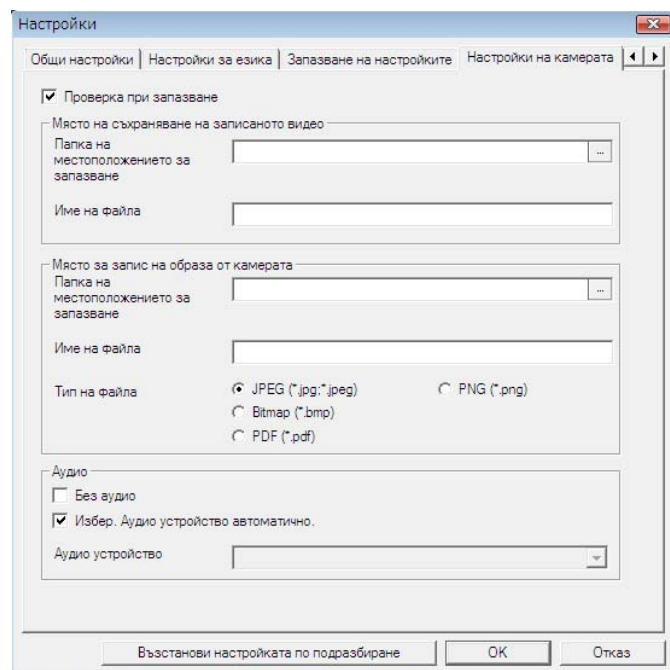 Настройки
Общи настройки
Настройки за езика
Запазване на настройките
Настройки на камерата
Проверка при запазване
Място на съхраняване на записаното видео
Папка на
местоположението за
запазване
...
Име на файла
Място за запис на образа от камерата
Папка на
местоположението за
запазване
...
Име на файла
Тип на файла
JPEG (*.jpg;*.jpeg)
PNG (*.png)
Bitmap (*.bmp)
PDF (*.pdf)
Аудио
Без аудио
Избер. Аудио устройство автоматично.
Аудио устройство
Възстанови настройката по подразбиране
OK
Отказ